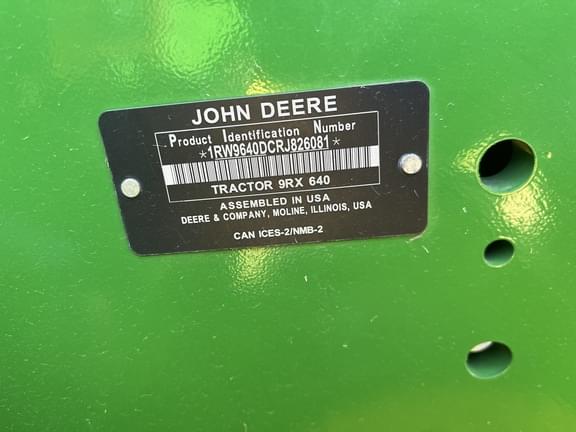 JOHN DEERE
Product Identification Number
*1RW9640DCRJ826081*
TRACTOR 9RX 640
ASSEMBLED IN USA
DEERE & COMPANY, MOLINE, ILLINOIS, USA
CAN ICES-2/NMB-2